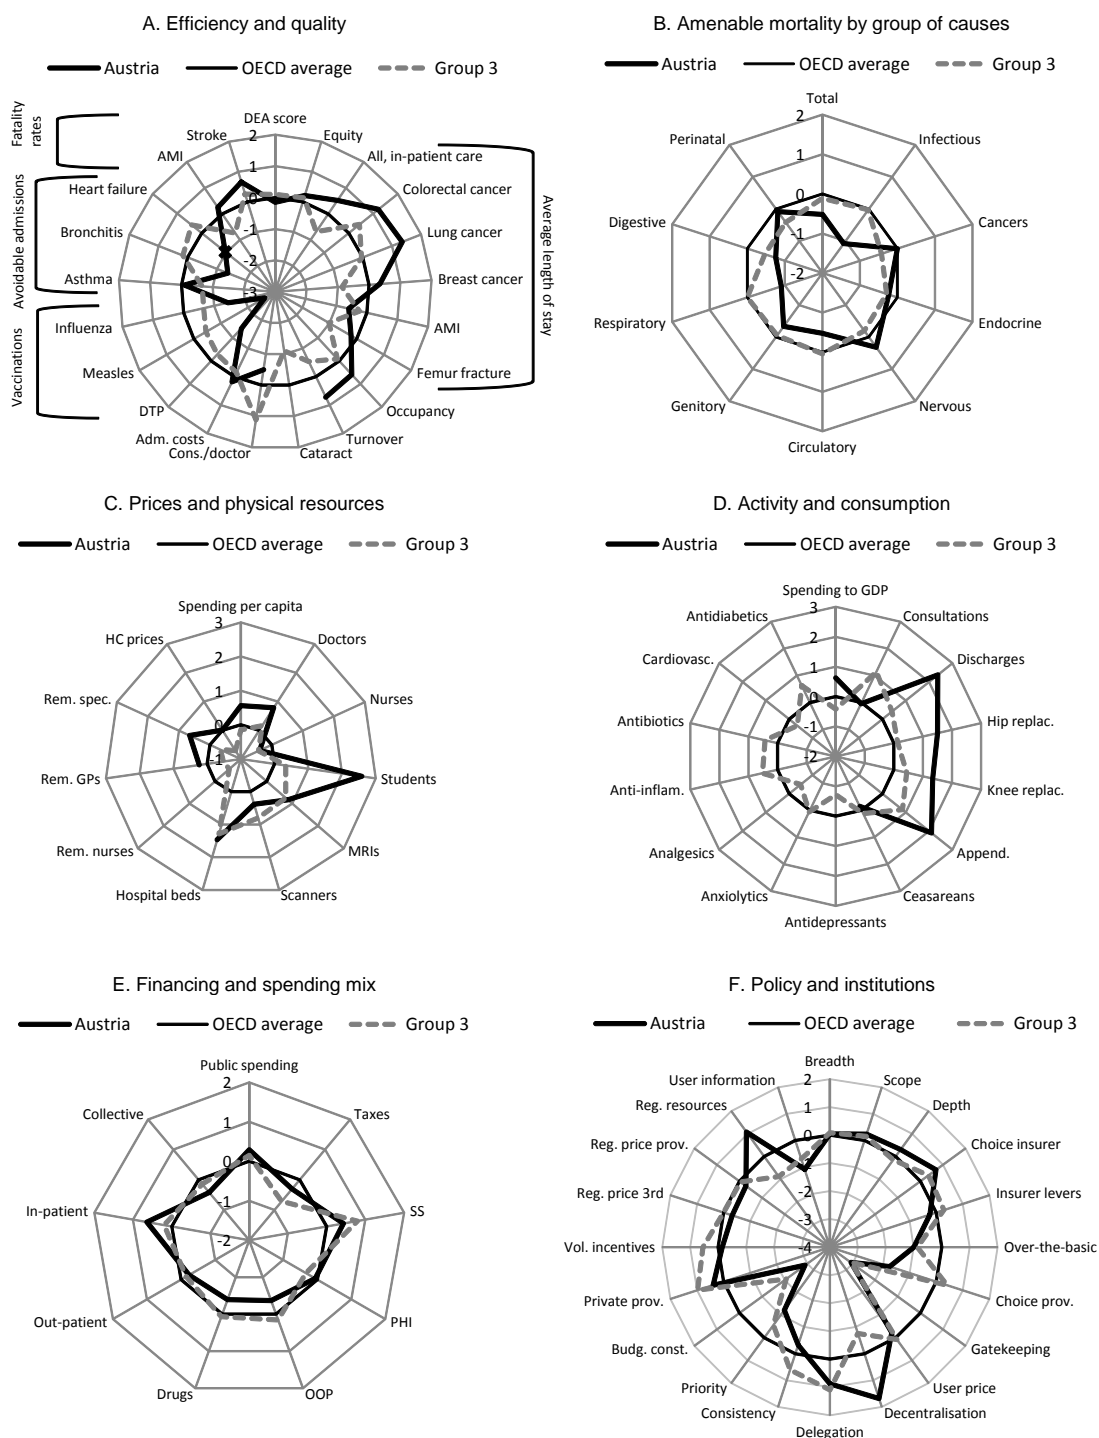 A. Efficiency and quality
Austria OECD average Group 3
Fatality rates
Avoidable admissions
Vaccinations
Average length of stay
DEA score
Equity
All, in-patient care
Colorectal cancer
Lung cancer
Breast cancer
AMI
Femur fracture
Occupancy
Turnover
Cataract
Cons./doctor
Adm. costs
DTP
Measles
Influenza
Asthma
Bronchitis
Heart failure
AMI
Stroke
2
1
0
-1
-2
-3
B. Amenable mortality by group of causes
Austria OECD average Group 3
Total
Infectious
Cancers
Endocrine
Nervous
Circulatory
Genitory
Respiratory
Digestive
Perinatal
2
1
0
-1
-2
C. Prices and physical resources
Austria OECD average Group 3
Spending per capita
Doctors
Nurses
Students
MRIs
Scanners
Hospital beds
Rem. nurses
Rem. GPs
Rem. spec.
HC prices
3
2
1
0
-1
D. Activity and consumption
Austria OECD average Group 3
Spending to GDP
Consultations
Discharges
Hip replac.
Knee replac.
Append.
Ceasareans
Antidepressants
Anxiolytics
Analgesics
Anti-inflam.
Antibiotics
Cardiovasc.
Antidiabetics
3
2
1
0
-1
-2
E. Financing and spending mix
Austria OECD average Group 3
Public spending
Taxes
SS
PHI
OOP
Drugs
Out-patient
In-patient
Collective
2
1
0
-1
-2
F. Policy and institutions
Austria OECD average Group 3
Breadth
Scope
Depth
Choice insurer
Insurer levers
Over-the-basic
Choice prov.
Gatekeeping
User price
Decentralisation
Delegation
Consistency
Priority
Budg. const.
Private prov.
Vol. incentives
Reg. price 3rd
Reg. price prov.
Reg. resources
User information
2
1
0
-1
-2
-3
-4